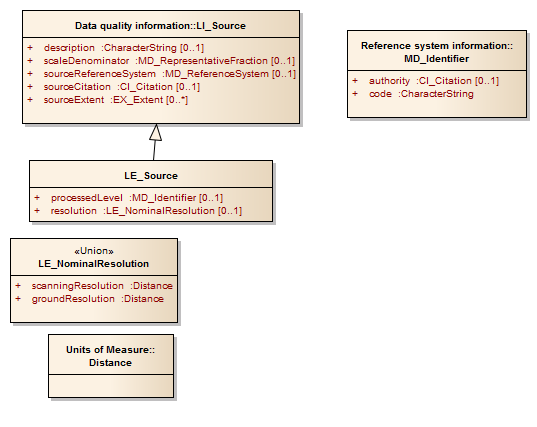 Data quality information::LI_Source
+ description :CharacterString [0..1]
+ scaleDenominator :MD_RepresentativeFraction [0..1]
+ sourceReferenceSystem :MD_ReferenceSystem [0..1]
+ sourceCitation :CI_Citation [0..1]
+ sourceExtent :EX_Extent [0..*]
Reference system information::
MD_Identifier
+ authority :CI_Citation [0..1]
+ code :CharacterString
LE_Source
+ processedLevel :MD_Identifier [0..1]
+ resolution :LE_NominalResolution [0..1]
«Union»
LE_NominalResolution
+ scanningResolution :Distance
+ groundResolution :Distance
Units of Measure::
Distance